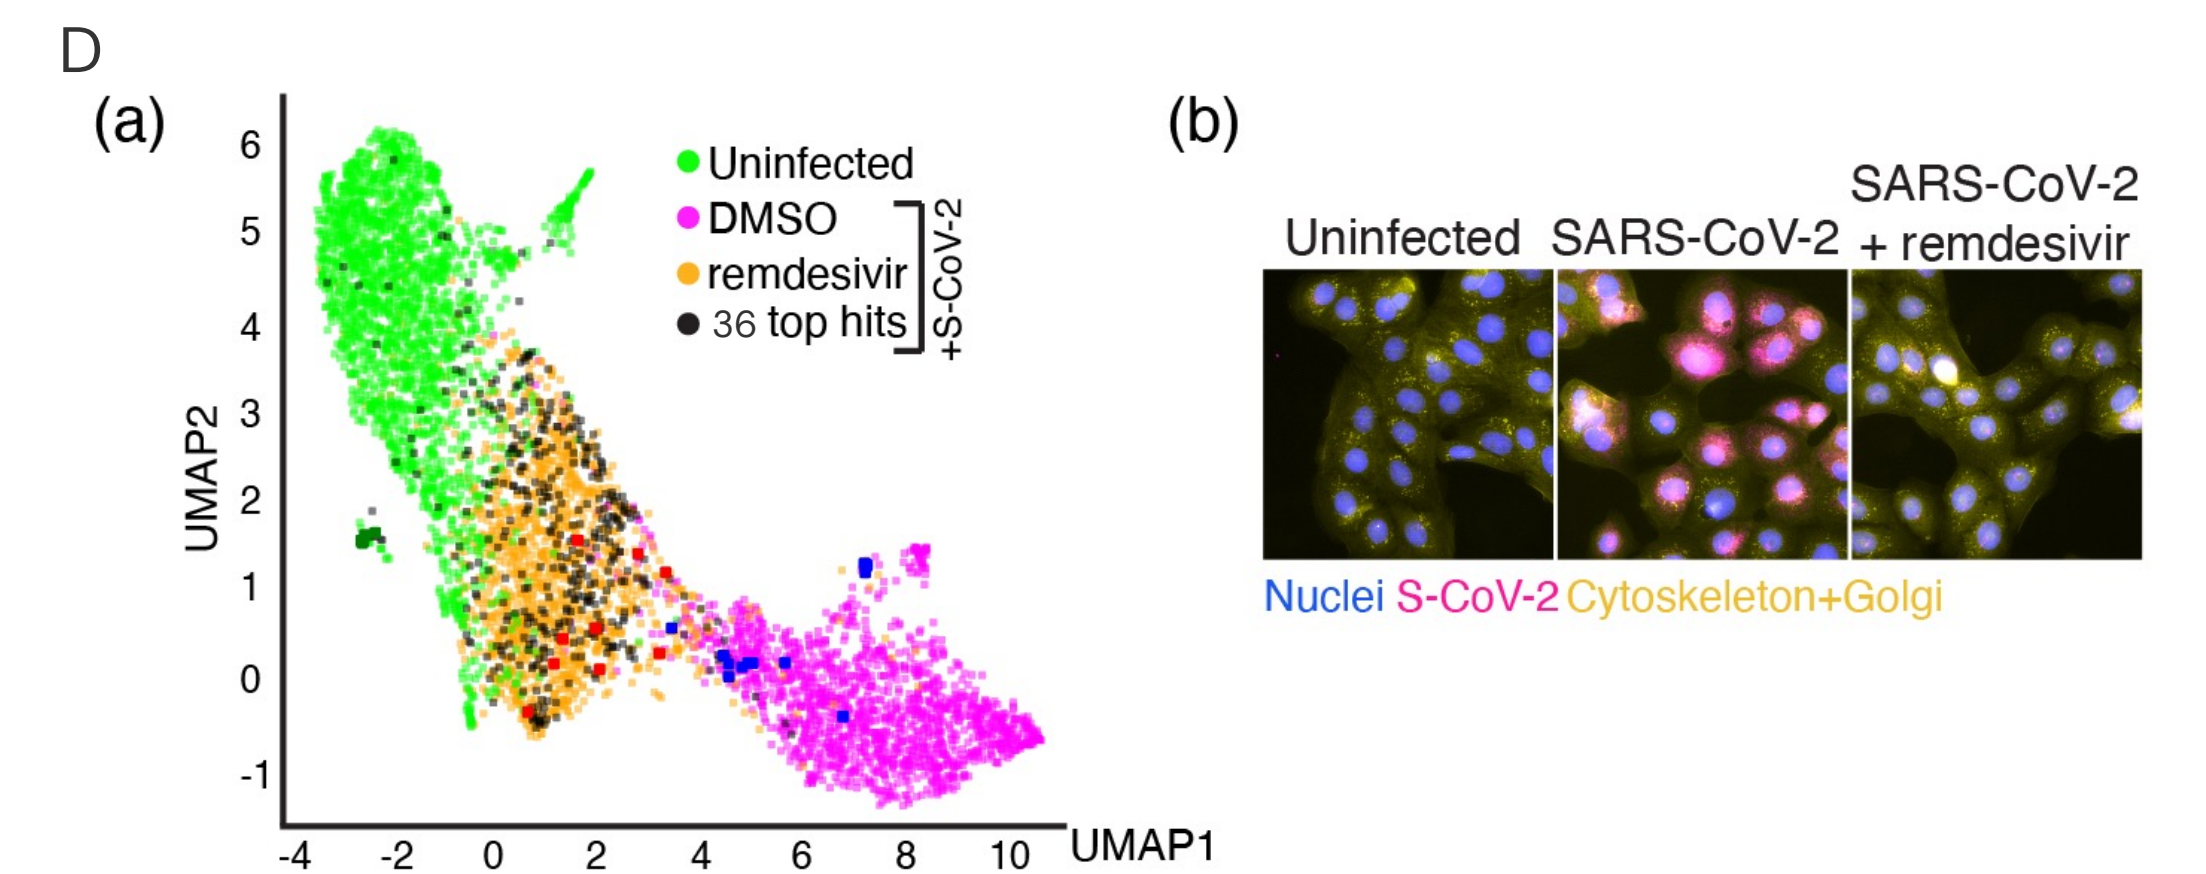 D
(a)
6
5
4
3
2
1
0
-1
UMAP2
-4 -2 0 2 4 6 8 10
UMAP1
Uninfected
DMSO
remdesivir
36 top hits
+S-CoV-2
(b)
Uninfected
SARS-CoV-2
SARS-CoV-2
+ remdesivir
Nuclei S-CoV-2 Cytoskeleton+Golgi